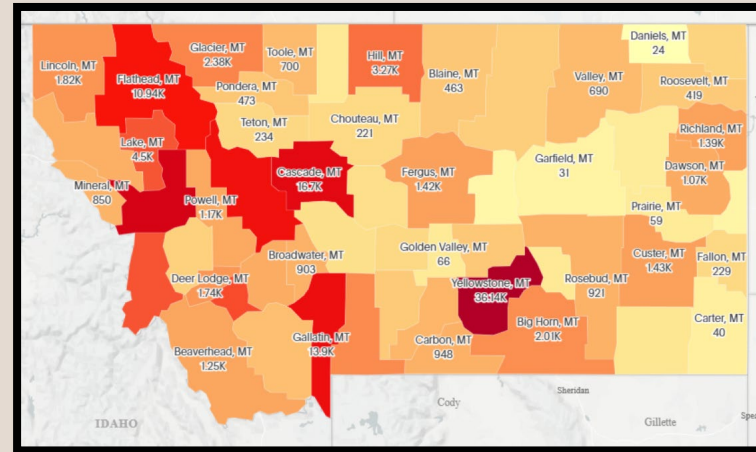 Daniels, MT
24
Glacier, MT
2.38K
Toole, MT
700
Hill, MT
3.27K
Lincoln, MT
1.82K
Flathead, MT
10.94K
Blaine, MT
463
Valley, MT
690
Roosevelt, MT
419
Pondera, MT
473
Teton, MT
234
Chouteau, MT
221
Richland, MT
1.39K
Lake, MT
4.5K
Garfield, MT
31
Dawson, MT
1.07K
Cascade, MT
16.7K
Fergus, MT
1.42K
Mineral, MT
850
Powell, MT
1.17K
Prairie, MT
59
Golden Valley, MT
66
Broadwater, MT
903
Custer, MT
1.43K
Fallon, MT
229
Deer Lodge, MT
1.74K
Yellowstone, MT
36.14K
Rosebud, MT
921
Big Horn, MT
2.01K
Carter, MT
40
Gallatin, MT
13.9K
Carbon, MT
948
Beaverhead, MT
1.25K
Sheridan
Cody
IDAHO
Gillette
Spe